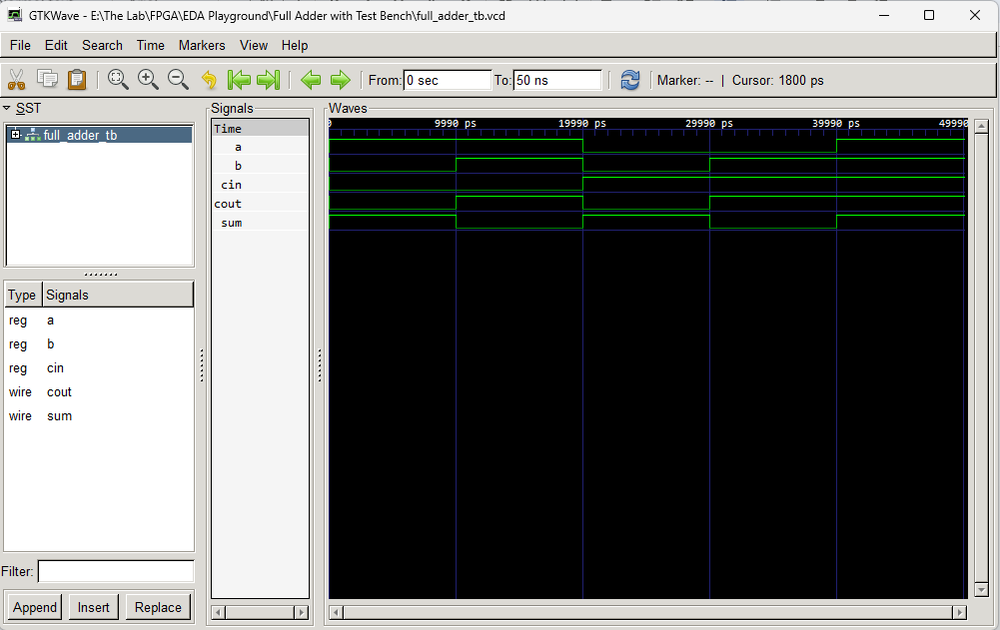 GTKWave - E:\The Lab\FPGA\EDA Playground\Full Adder with Test Bench\full_adder_tb.vcd
File Edit Search Time Markers View Help
From: 0 sec To: 50 ns Marker: -- | Cursor: 1800 ps
SST
full_adder_tb
Type Signals
reg a
reg b
reg cin
wire cout
wire sum
Filter:
Append Insert Replace
Signals
Time
a
b
cin
cout
sum
Waves
9990 ps 19990 ps 29990 ps 39990 ps 49990